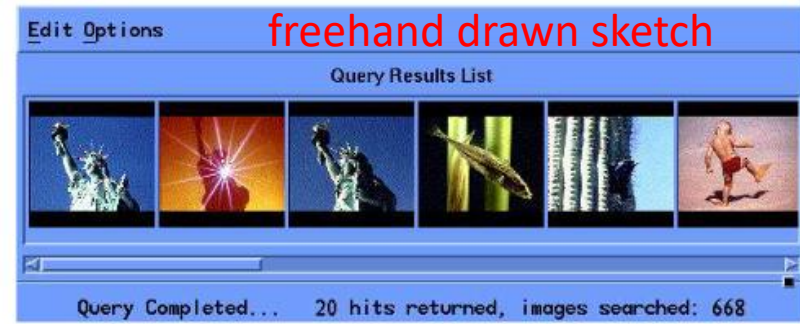 Edit Options freehand drawn sketch
Query Results List
Query Completed... 20 hits returned, images searched: 668